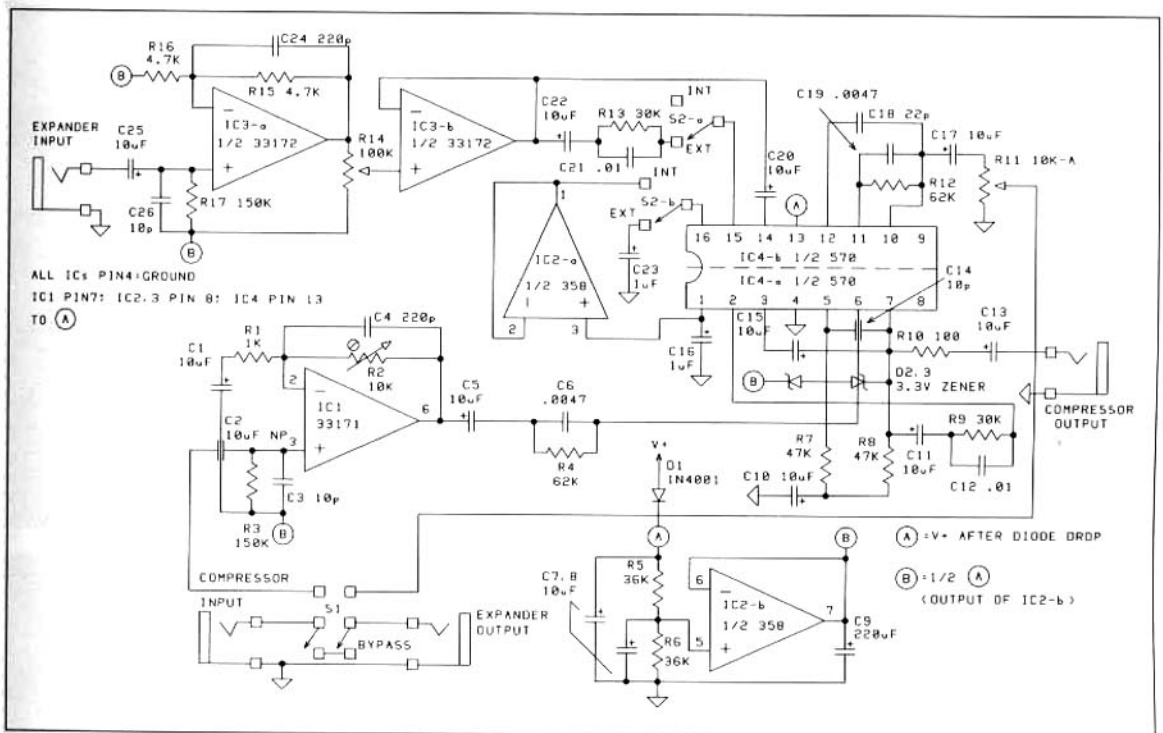 C24 220p
R16
4.7K
B
R15 4.7K
C19 .0047
C18 22p
INT
C22
10uF
R13 30K
S2-a
EXT
C17 10uF
EXPANDER
INPUT
C25
10uF
−
IC3-a
1/2 33172
+
R14
100K
−
IC3-b
1/2 33172
+
C21 .01
C20
10uF
R11 10K-A
R12
62K
C26
10p
R17 150K
B
INT
S2-b
EXT
A
1
16 15 14 13 12 11 10 9
IC4-b 1/2 570
IC4-a 1/2 570
1 2 3 4 5 6 7 8
IC2-a
1/2 358
−
+
2
3
C23
1uF
C14
10p
ALL ICs PIN4=GROUND
IC1 PIN7; IC2,3 PIN 8; IC4 PIN 13
TO A
C4 220p
R1
1K
C1
10uF
R2
10K
C15
10uF
C16
1uF
R10 100
C13
10uF
B
D2,3
3.3V ZENER
COMPRESSOR
OUTPUT
2
−
IC1
33171
+
6
3
C2
10uF NP
C5
10uF
C6
.0047
R4
62K
R7
47K
R8
47K
R9 30K
C11
10uF
C12 .01
C10 10uF
C3 10p
R3
150K
B
V+
D1
1N4001
A
B
A =V+ AFTER DIODE DROP
B =1/2 A
(OUTPUT OF IC2-b)
COMPRESSOR
INPUT
S1
BYPASS
EXPANDER
OUTPUT
C7,8
10uF
R5
36K
R6
36K
6
−
IC2-b
1/2 358
5
+
7
C9
220uF